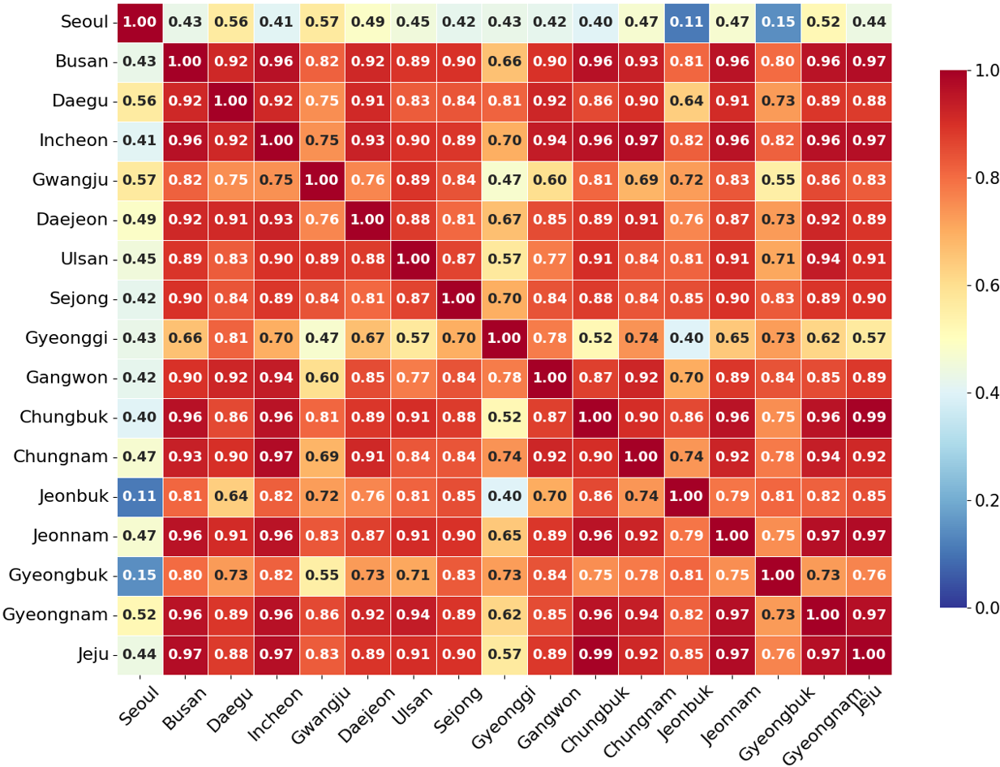 Seoul 1.00 0.43 0.56 0.41 0.57 0.49 0.45 0.42 0.43 0.42 0.40 0.47 0.11 0.47 0.15 0.52 0.44
Busan 0.43 1.00 0.92 0.96 0.82 0.92 0.89 0.90 0.66 0.90 0.96 0.93 0.81 0.96 0.80 0.96 0.97
Daegu 0.56 0.92 1.00 0.92 0.75 0.91 0.83 0.84 0.81 0.92 0.86 0.90 0.64 0.91 0.73 0.89 0.88
Incheon 0.41 0.96 0.92 1.00 0.75 0.93 0.90 0.89 0.70 0.94 0.96 0.97 0.82 0.96 0.82 0.96 0.97
Gwangju 0.57 0.82 0.75 0.75 1.00 0.76 0.89 0.84 0.47 0.60 0.81 0.69 0.72 0.83 0.55 0.86 0.83
Daejeon 0.49 0.92 0.91 0.93 0.76 1.00 0.88 0.81 0.67 0.85 0.89 0.91 0.76 0.87 0.73 0.92 0.89
Ulsan 0.45 0.89 0.83 0.90 0.89 0.88 1.00 0.87 0.57 0.77 0.91 0.84 0.81 0.91 0.71 0.94 0.91
Sejong 0.42 0.90 0.84 0.89 0.84 0.81 0.87 1.00 0.70 0.84 0.88 0.84 0.85 0.90 0.83 0.89 0.90
Gyeonggi 0.43 0.66 0.81 0.70 0.47 0.67 0.57 0.70 1.00 0.78 0.52 0.74 0.40 0.65 0.73 0.62 0.57
Gangwon 0.42 0.90 0.92 0.94 0.60 0.85 0.77 0.84 0.78 1.00 0.87 0.92 0.70 0.89 0.84 0.85 0.89
Chungbuk 0.40 0.96 0.86 0.96 0.81 0.89 0.91 0.88 0.52 0.87 1.00 0.90 0.86 0.96 0.75 0.96 0.99
Chungnam 0.47 0.93 0.90 0.97 0.69 0.91 0.84 0.84 0.74 0.92 0.90 1.00 0.74 0.92 0.78 0.94 0.92
Jeonbuk 0.11 0.81 0.64 0.82 0.72 0.76 0.81 0.85 0.40 0.70 0.86 0.74 1.00 0.79 0.81 0.82 0.85
Jeonnam 0.47 0.96 0.91 0.96 0.83 0.87 0.91 0.90 0.65 0.89 0.96 0.92 0.79 1.00 0.75 0.97 0.97
Gyeongbuk 0.15 0.80 0.73 0.82 0.55 0.73 0.71 0.83 0.73 0.84 0.75 0.78 0.81 0.75 1.00 0.73 0.76
Gyeongnam 0.52 0.96 0.89 0.96 0.86 0.92 0.94 0.89 0.62 0.85 0.96 0.94 0.82 0.97 0.73 1.00 0.97
Jeju 0.44 0.97 0.88 0.97 0.83 0.89 0.91 0.90 0.57 0.89 0.99 0.92 0.85 0.97 0.76 0.97 1.00
Seoul Busan Daegu Incheon Gwangju Daejeon Ulsan Sejong Gyeonggi Gangwon Chungbuk Chungnam Jeonbuk Jeonnam Gyeongbuk Gyeongnam Jeju
1.0
0.8
0.6
0.4
0.2
0.0